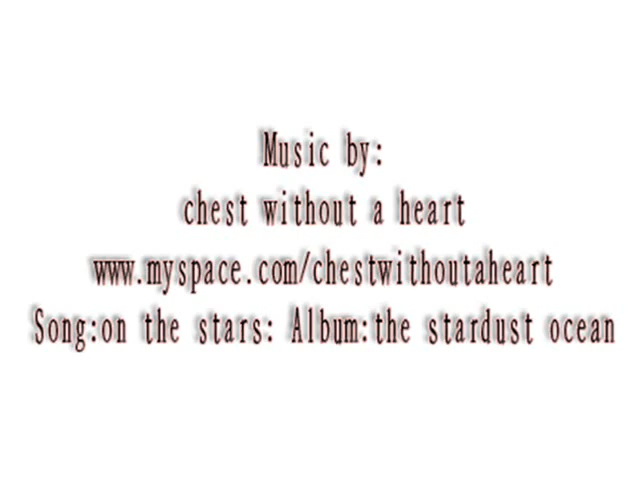 Music by:
chest without a heart
www.myspace.com/chestwithoutaheart
Song:on the stars: Album:the stardust ocean